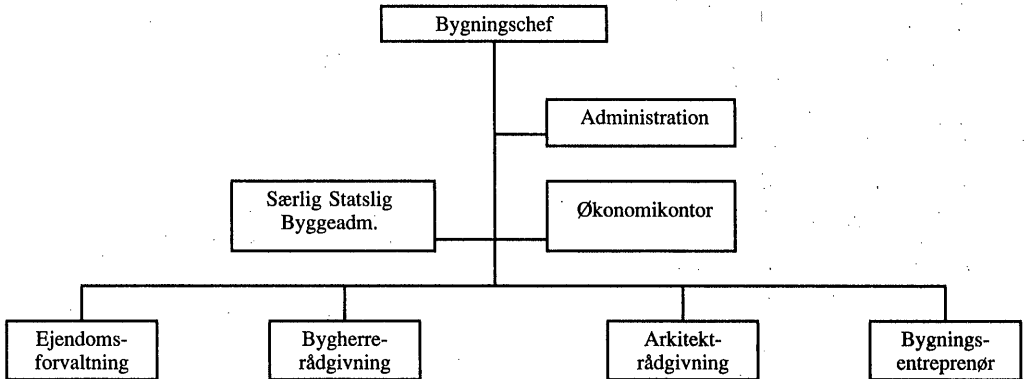 Bygningschef
Administration
Særlig Statslig
Byggeadm.
Økonomikontor
Ejendoms-
forvaltning
Bygherre-
rådgivning
Arkitekt-
rådgivning
Bygnings-
entreprenør